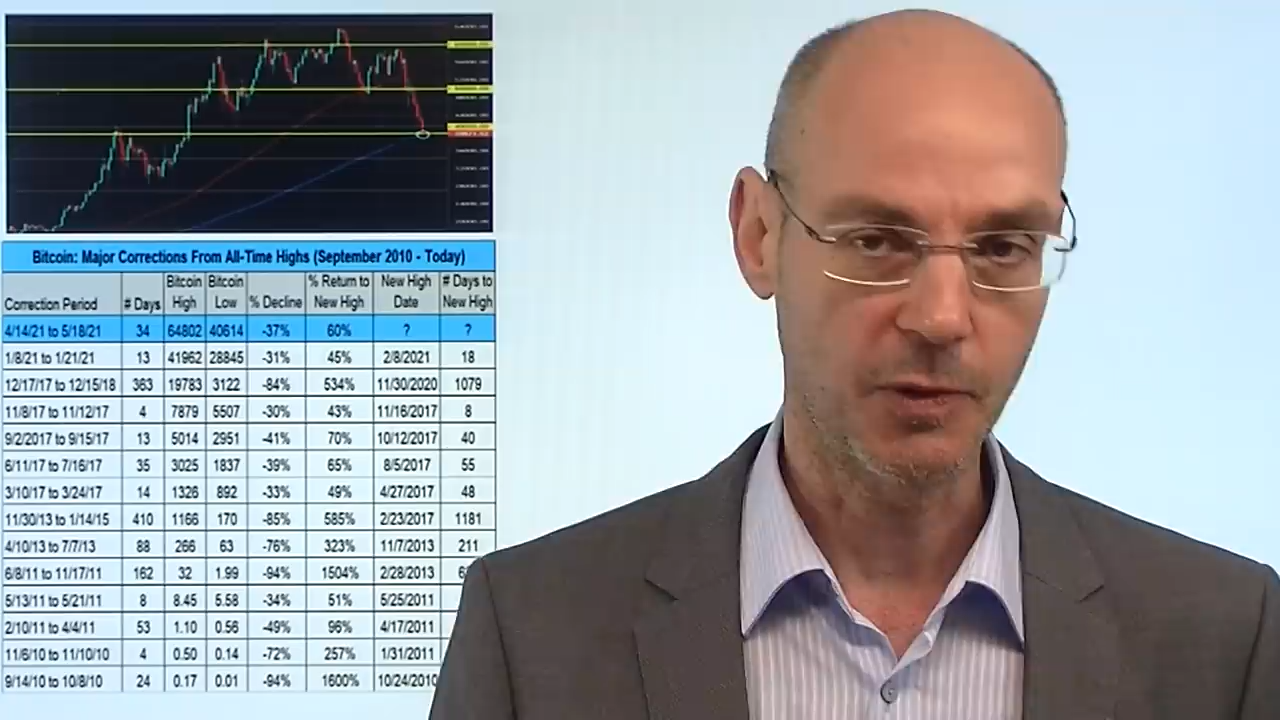 Bitcoin: Major Corrections From All-Time Highs (September 2010 - Today)
Correction Period # Days Bitcoin High Bitcoin Low % Decline % Return to New High New High Date # Days to New High
4/14/21 to 5/18/21 34 64802 40614 -37% 60% ? ?
1/8/21 to 1/21/21 13 41962 28845 -31% 45% 2/8/2021 18
12/17/17 to 12/15/18 363 19783 3122 -84% 534% 11/30/2020 1079
11/8/17 to 11/12/17 4 7879 5507 -30% 43% 11/16/2017 8
9/2/2017 to 9/15/17 13 5014 2951 -41% 70% 10/12/2017 40
6/11/17 to 7/16/17 35 3025 1837 -39% 65% 8/5/2017 55
3/10/17 to 3/24/17 14 1326 892 -33% 49% 4/27/2017 48
11/30/13 to 1/14/15 410 1166 170 -85% 585% 2/23/2017 1181
4/10/13 to 7/7/13 88 266 63 -76% 323% 11/7/2013 211
6/8/11 to 11/17/11 162 32 1.99 -94% 1504% 2/28/2013
5/13/11 to 5/21/11 8 8.45 5.58 -34% 51% 5/25/2011
2/10/11 to 4/4/11 53 1.10 0.56 -49% 96% 4/17/2011
11/6/10 to 11/10/10 4 0.50 0.14 -72% 257% 1/31/2011
9/14/10 to 10/8/10 24 0.17 0.01 -94% 1600% 10/24/2010